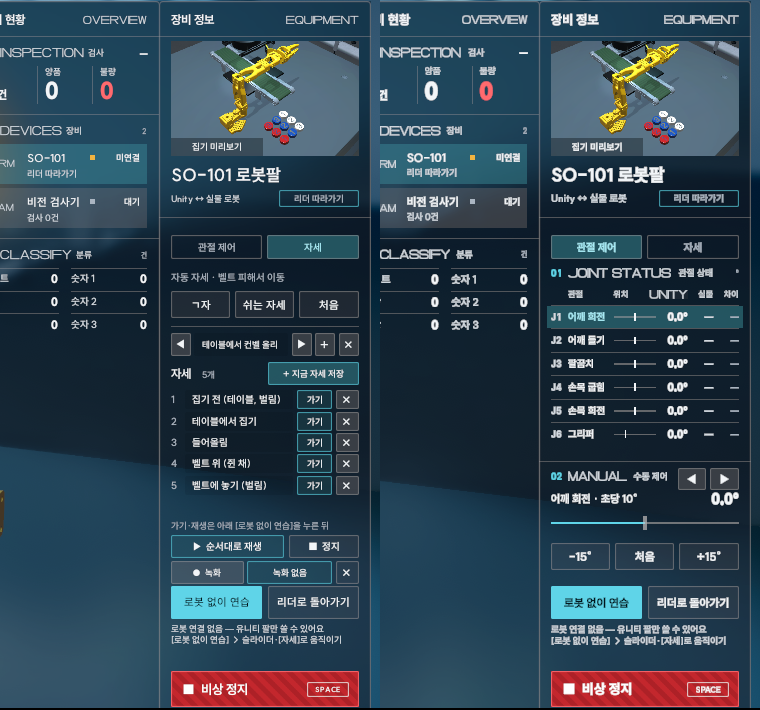 현황 OVERVIEW
INSPECTION 검사 –
양품 불량
건 0 0
DEVICES 장비 2
RM SO-101 미연결
리더 따라가기
AM 비전 검사기 대기
검사 0건
CLASSIFY 분류 건
트 0 숫자 1 0
0 숫자 2 0
0 숫자 3 0
장비 정보 EQUIPMENT
집기 미리보기
SO-101 로봇팔
Unity ↔ 실물 로봇 리더 따라가기
관절 제어 자세
자동 자세 · 벨트 피해서 이동
ㄱ자 쉬는 자세 처음
◀ 테이블에서 컨벨 올리 ▶ + ✕
자세 5개 + 지금 자세 저장
1 집기 전 (테이블, 벌림) 가기 ✕
2 테이블에서 집기 가기 ✕
3 들어올림 가기 ✕
4 벨트 위 (쥔 채) 가기 ✕
5 벨트에 놓기 (벌림) 가기 ✕
가기·재생은 아래 [로봇 없이 연습]을 누른 뒤
▶ 순서대로 재생 ■ 정지
● 녹화 녹화 없음 ✕
로봇 없이 연습 리더로 돌아가기
로봇 연결 없음 — 유니티 팔만 쓸 수 있어요
[로봇 없이 연습] > 슬라이더·[자세]로 움직이기
■ 비상 정지 SPACE
현황 OVERVIEW
INSPECTION 검사 –
양품 불량
건 0 0
DEVICES 장비 2
RM SO-101 미연결
리더 따라가기
AM 비전 검사기 대기
검사 0건
CLASSIFY 분류 건
트 0 숫자 1 0
0 숫자 2 0
0 숫자 3 0
장비 정보 EQUIPMENT
집기 미리보기
SO-101 로봇팔
Unity ↔ 실물 로봇 리더 따라가기
관절 제어 자세
01 JOINT STATUS 관절 상태 °
관절 위치 UNITY 실물 차이
J1 어깨 회전 0.0° — —
J2 어깨 들기 0.0° — —
J3 팔꿈치 0.0° — —
J4 손목 굽힘 0.0° — —
J5 손목 회전 0.0° — —
J6 그리퍼 0.0° — —
02 MANUAL 수동 제어 ◀ ▶
어깨 회전 · 초당 10° 0.0°
-15° 처음 +15°
로봇 없이 연습 리더로 돌아가기
로봇 연결 없음 — 유니티 팔만 쓸 수 있어요
[로봇 없이 연습] > 슬라이더·[자세]로 움직이기
■ 비상 정지 SPACE